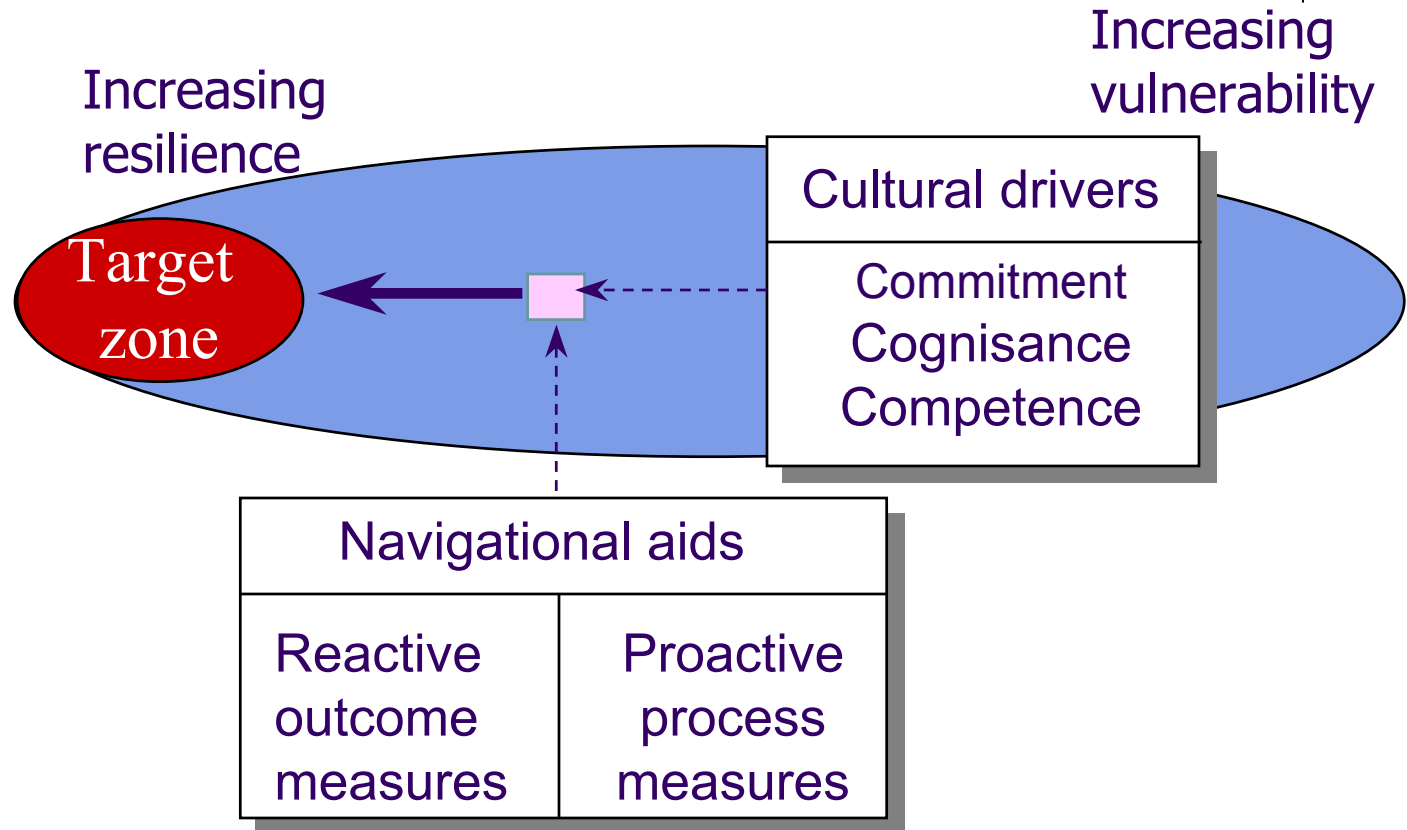 Increasing
vulnerability
Increasing
resilience
Cultural drivers
Commitment
Cognisance
Competence
Target
zone
Navigational aids
Reactive
outcome
measures
Proactive
process
measures